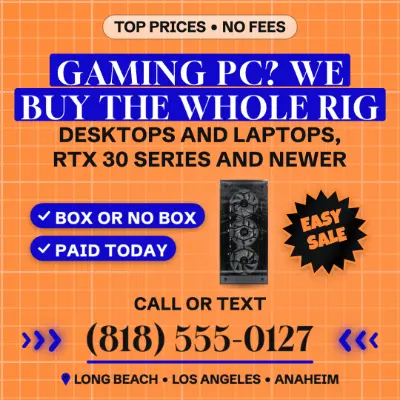 TOP PRICES • NO FEES
GAMING PC? WE
BUY THE WHOLE RIG
DESKTOPS AND LAPTOPS,
RTX 30 SERIES AND NEWER
BOX OR NO BOX
PAID TODAY
EASY
SALE
CALL OR TEXT
(818) 555-0127
LONG BEACH • LOS ANGELES • ANAHEIM